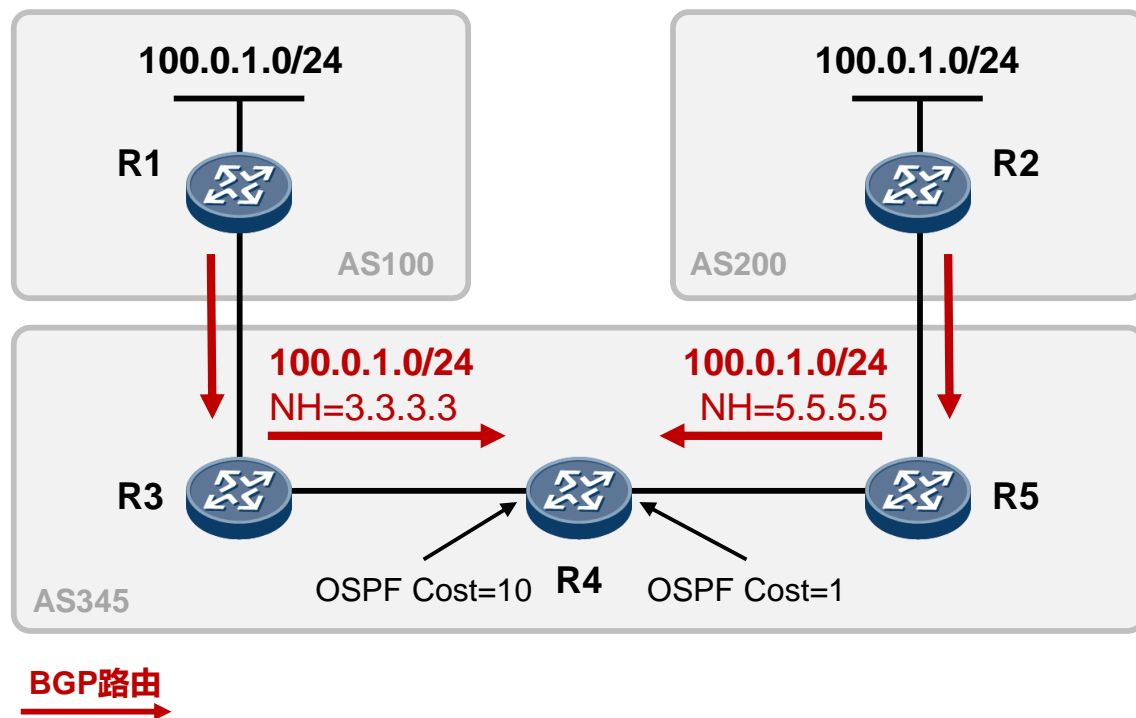 100.0.1.0/24
100.0.1.0/24
R1
R2
AS100
AS200
100.0.1.0/24
NH=3.3.3.3
100.0.1.0/24
NH=5.5.5.5
R3
R5
OSPF Cost=10
R4
OSPF Cost=1
AS345
BGP路由